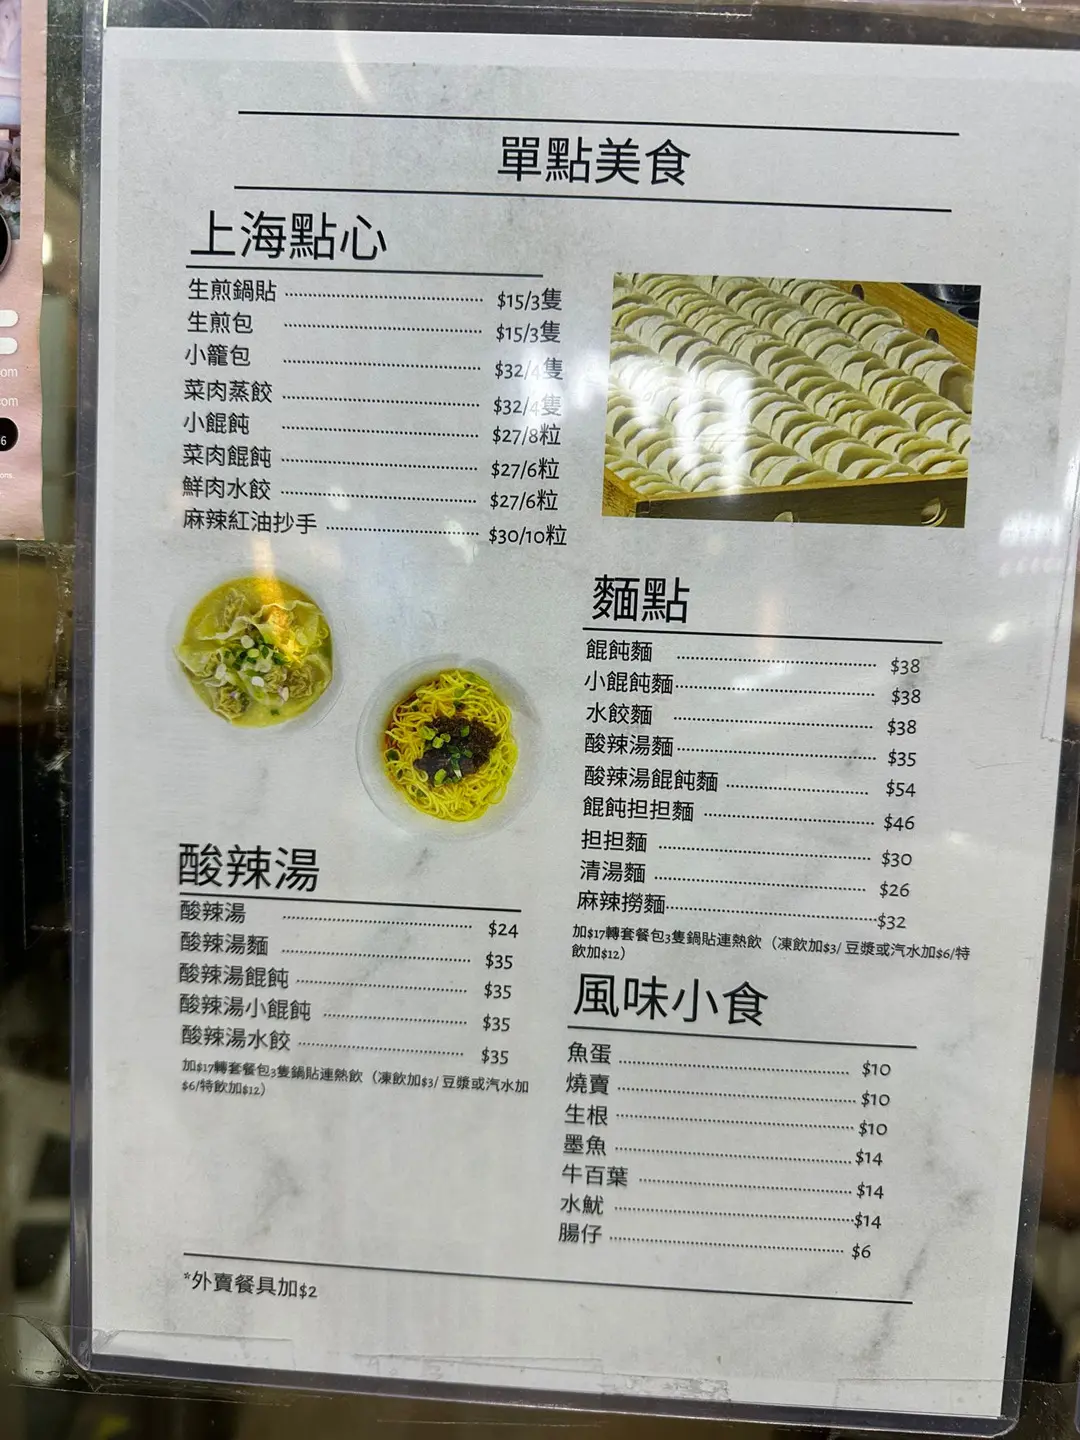 單點美食
上海點心
生煎鍋貼 $15/3隻
生煎包 $15/3隻
小籠包 $32/4隻
菜肉蒸餃 $32/4隻
小餛飩 $27/8粒
菜肉餛飩 $27/6粒
鮮肉水餃 $27/6粒
麻辣紅油抄手 $30/10粒
麵點
餛飩麵 $38
小餛飩麵 $38
水餃麵 $38
酸辣湯麵 $35
酸辣湯餛飩麵 $54
餛飩担担麵 $46
担担麵 $30
清湯麵 $26
麻辣撈麵 $32
加$17轉套餐包3隻鍋貼連熱飲（凍飲加$3/ 豆漿或汽水加$6/特
飲加$12）
酸辣湯
酸辣湯 $24
酸辣湯麵 $35
酸辣湯餛飩 $35
酸辣湯小餛飩 $35
酸辣湯水餃 $35
加$17轉套餐包3隻鍋貼連熱飲（凍飲加$3/ 豆漿或汽水加
$6/特飲加$12）
風味小食
魚蛋 $10
燒賣 $10
生根 $10
墨魚 $14
牛百葉 $14
水魷 $14
腸仔 $6
*外賣餐具加$2
om
com
6